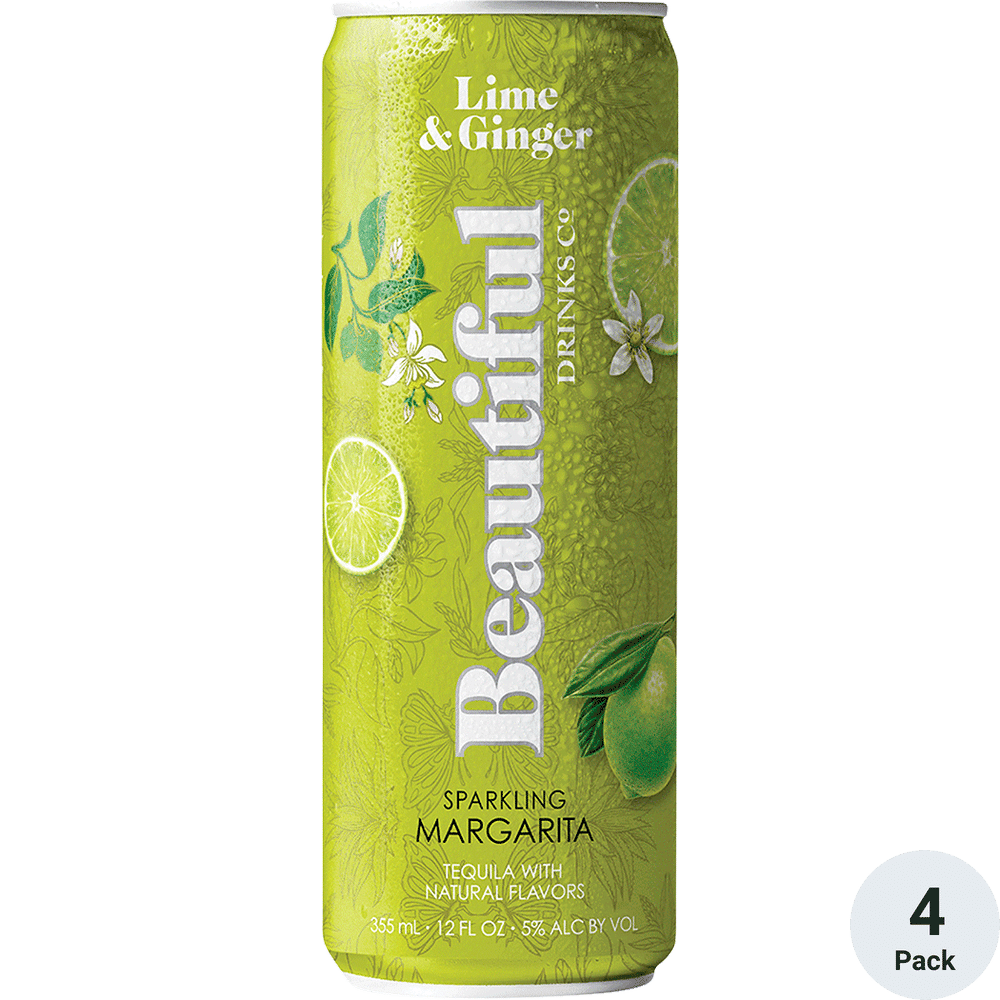 Lime
& Ginger
Beautiful
DRINKS Co
SPARKLING
MARGARITA
TEQUILA WITH
NATURAL FLAVORS
355 mL • 12 FL OZ • 5% ALC BY VOL
4
Pack